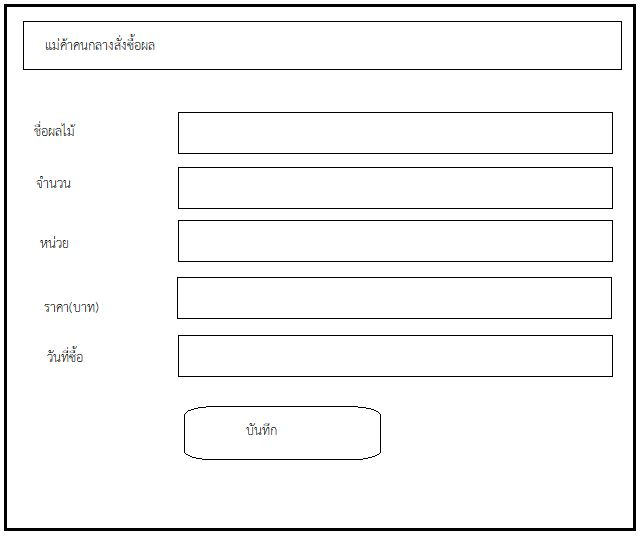 แม่ค้าคนกลางสั่งซื้อผล
ชื่อผลไม้
จำนวน
หน่วย
ราคา(บาท)
วันที่ซื้อ
บันทึก